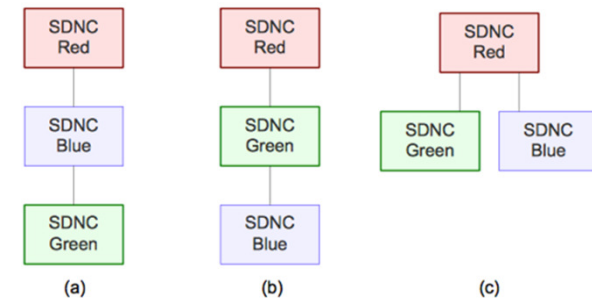 SDNC
Red
SDNC
Blue
SDNC
Green
(a)
SDNC
Red
SDNC
Green
SDNC
Blue
(b)
SDNC
Red
SDNC
Green
SDNC
Blue
(c)